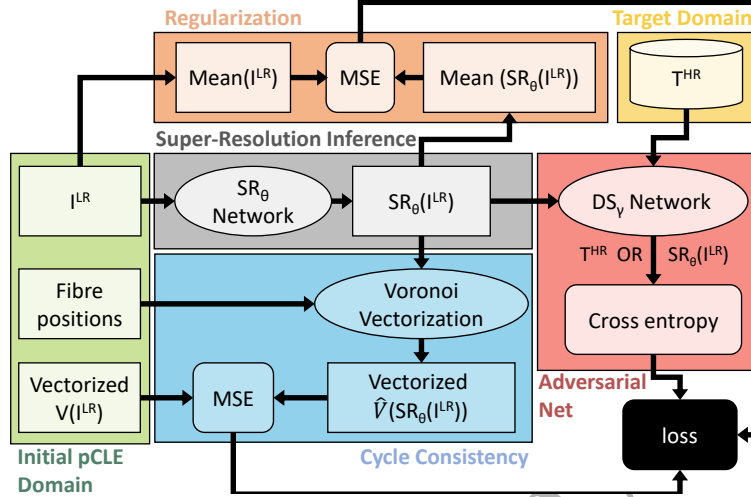 Regularization
Target Domain
Mean(I^LR)
MSE
Mean (SR_θ(I^LR))
T^HR
Super-Resolution Inference
I^LR
SR_θ
Network
SR_θ(I^LR)
DS_γ Network
T^HR OR SR_θ(I^LR)
Fibre
positions
Voronoi
Vectorization
Cross entropy
Vectorized
V(I^LR)
MSE
Vectorized
V̂(SR_θ(I^LR))
Adversarial
Net
loss
Initial pCLE
Domain
Cycle Consistency